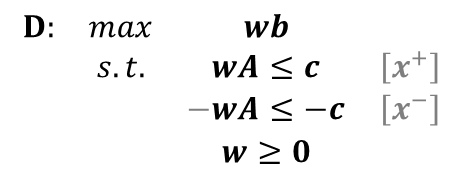 D: max wb
s.t. wA ≤ c [x⁺]
−wA ≤ −c [x⁻]
w ≥ 0